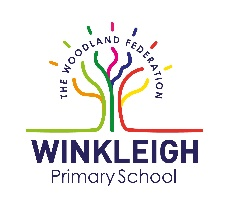 THE WOODLAND FEDERATION
WINKLEIGH
Primary School